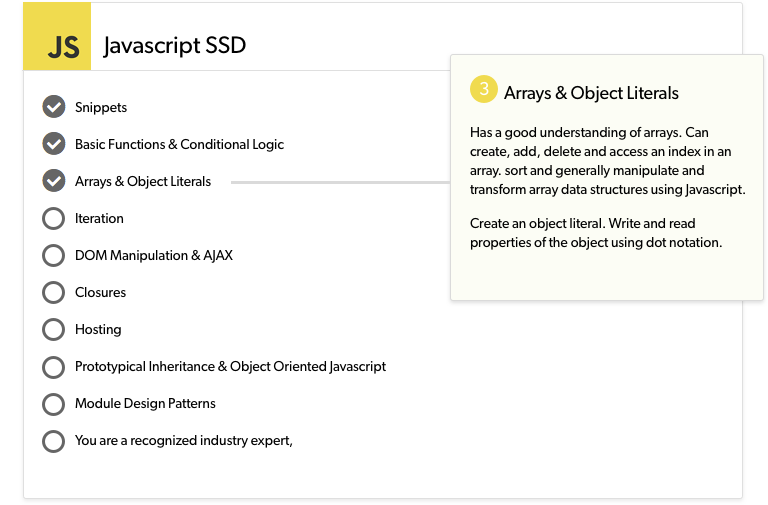 JS Javascript SSD
Snippets
Basic Functions & Conditional Logic
Arrays & Object Literals
Iteration
DOM Manipulation & AJAX
Closures
Hosting
Prototypical Inheritance & Object Oriented Javascript
Module Design Patterns
You are a recognized industry expert,
3 Arrays & Object Literals
Has a good understanding of arrays. Can
create, add, delete and access an index in an
array. sort and generally manipulate and
transform array data structures using Javascript.
Create an object literal. Write and read
properties of the object using dot notation.